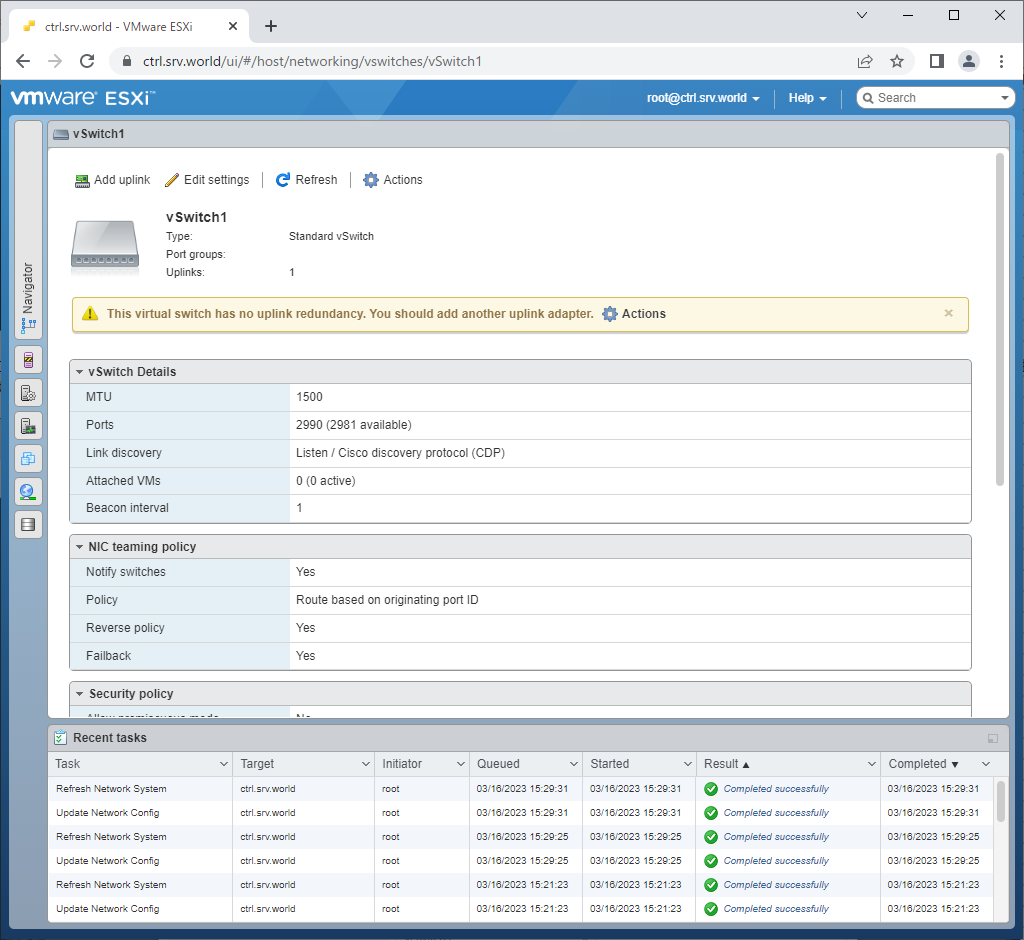 ctrl.srv.world - VMware ESXi
ctrl.srv.world/ui/#/host/networking/vswitches/vSwitch1
vmware® ESXi™
root@ctrl.srv.world
Help
Search
Navigator
vSwitch1
Add uplink
Edit settings
Refresh
Actions
vSwitch1
Type: Standard vSwitch
Port groups:
Uplinks: 1
This virtual switch has no uplink redundancy. You should add another uplink adapter. Actions
vSwitch Details
MTU 1500
Ports 2990 (2981 available)
Link discovery Listen / Cisco discovery protocol (CDP)
Attached VMs 0 (0 active)
Beacon interval 1
NIC teaming policy
Notify switches Yes
Policy Route based on originating port ID
Reverse policy Yes
Failback Yes
Security policy
Allow promiscuous mode No
Recent tasks
Task Target Initiator Queued Started Result ▲ Completed ▼
Refresh Network System ctrl.srv.world root 03/16/2023 15:29:31 03/16/2023 15:29:31 Completed successfully 03/16/2023 15:29:31
Update Network Config ctrl.srv.world root 03/16/2023 15:29:31 03/16/2023 15:29:31 Completed successfully 03/16/2023 15:29:31
Refresh Network System ctrl.srv.world root 03/16/2023 15:29:25 03/16/2023 15:29:25 Completed successfully 03/16/2023 15:29:25
Update Network Config ctrl.srv.world root 03/16/2023 15:29:25 03/16/2023 15:29:25 Completed successfully 03/16/2023 15:29:25
Refresh Network System ctrl.srv.world root 03/16/2023 15:21:23 03/16/2023 15:21:23 Completed successfully 03/16/2023 15:21:23
Update Network Config ctrl.srv.world root 03/16/2023 15:21:23 03/16/2023 15:21:23 Completed successfully 03/16/2023 15:21:23